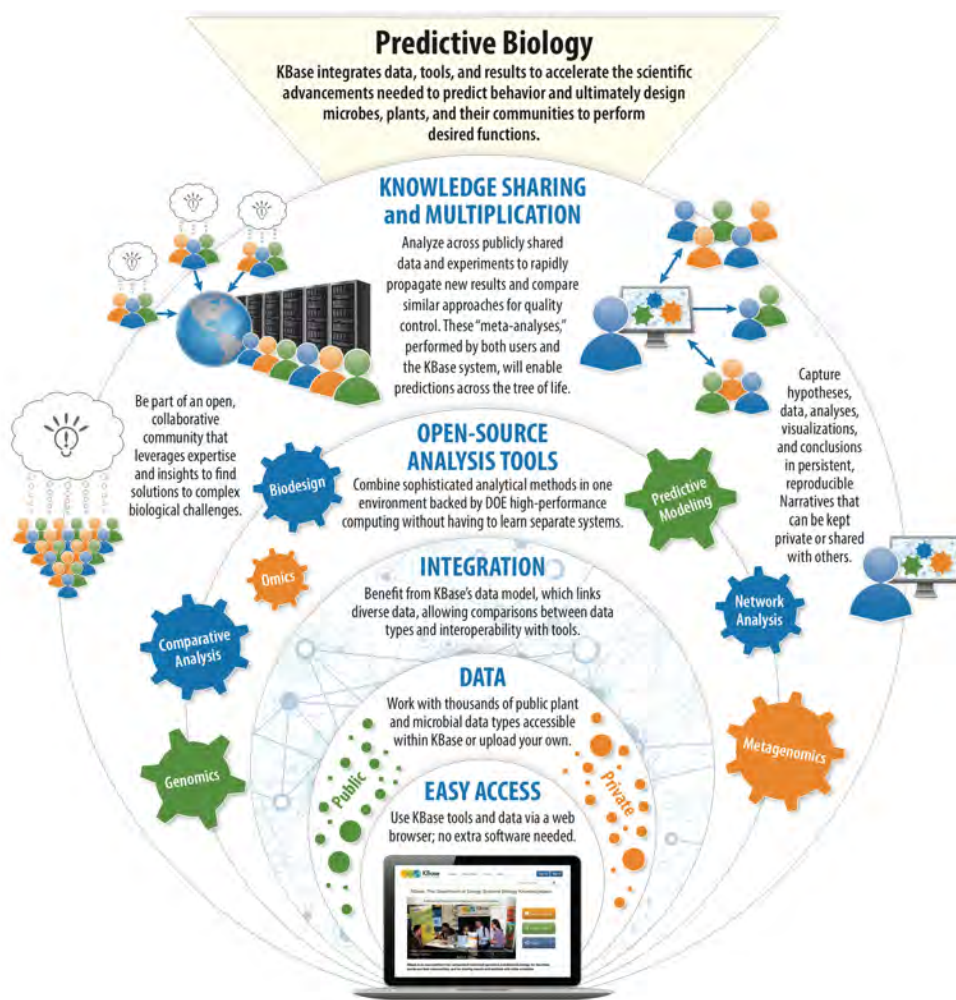 Predictive Biology
KBase integrates data, tools, and results to accelerate the scientific
advancements needed to predict behavior and ultimately design
microbes, plants, and their communities to perform
desired functions.
KNOWLEDGE SHARING
and MULTIPLICATION
Analyze across publicly shared
data and experiments to rapidly
propagate new results and compare
similar approaches for quality
control. These “meta-analyses,”
performed by both users and
the KBase system, will enable
predictions across the tree of life.
Be part of an open,
collaborative
community that
leverages expertise
and insights to find
solutions to complex
biological challenges.
Capture
hypotheses,
data, analyses,
visualizations,
and conclusions
in persistent,
reproducible
Narratives that
can be kept
private or shared
with others.
OPEN-SOURCE
ANALYSIS TOOLS
Combine sophisticated analytical methods in one
environment backed by DOE high-performance
computing without having to learn separate systems.
Biodesign
Predictive
Modeling
Omics
Comparative
Analysis
Network
Analysis
Genomics
Metagenomics
INTEGRATION
Benefit from KBase’s data model, which links
diverse data, allowing comparisons between data
types and interoperability with tools.
DATA
Work with thousands of public plant
and microbial data types accessible
within KBase or upload your own.
Public
Private
EASY ACCESS
Use KBase tools and data via a web
browser; no extra software needed.
KBase